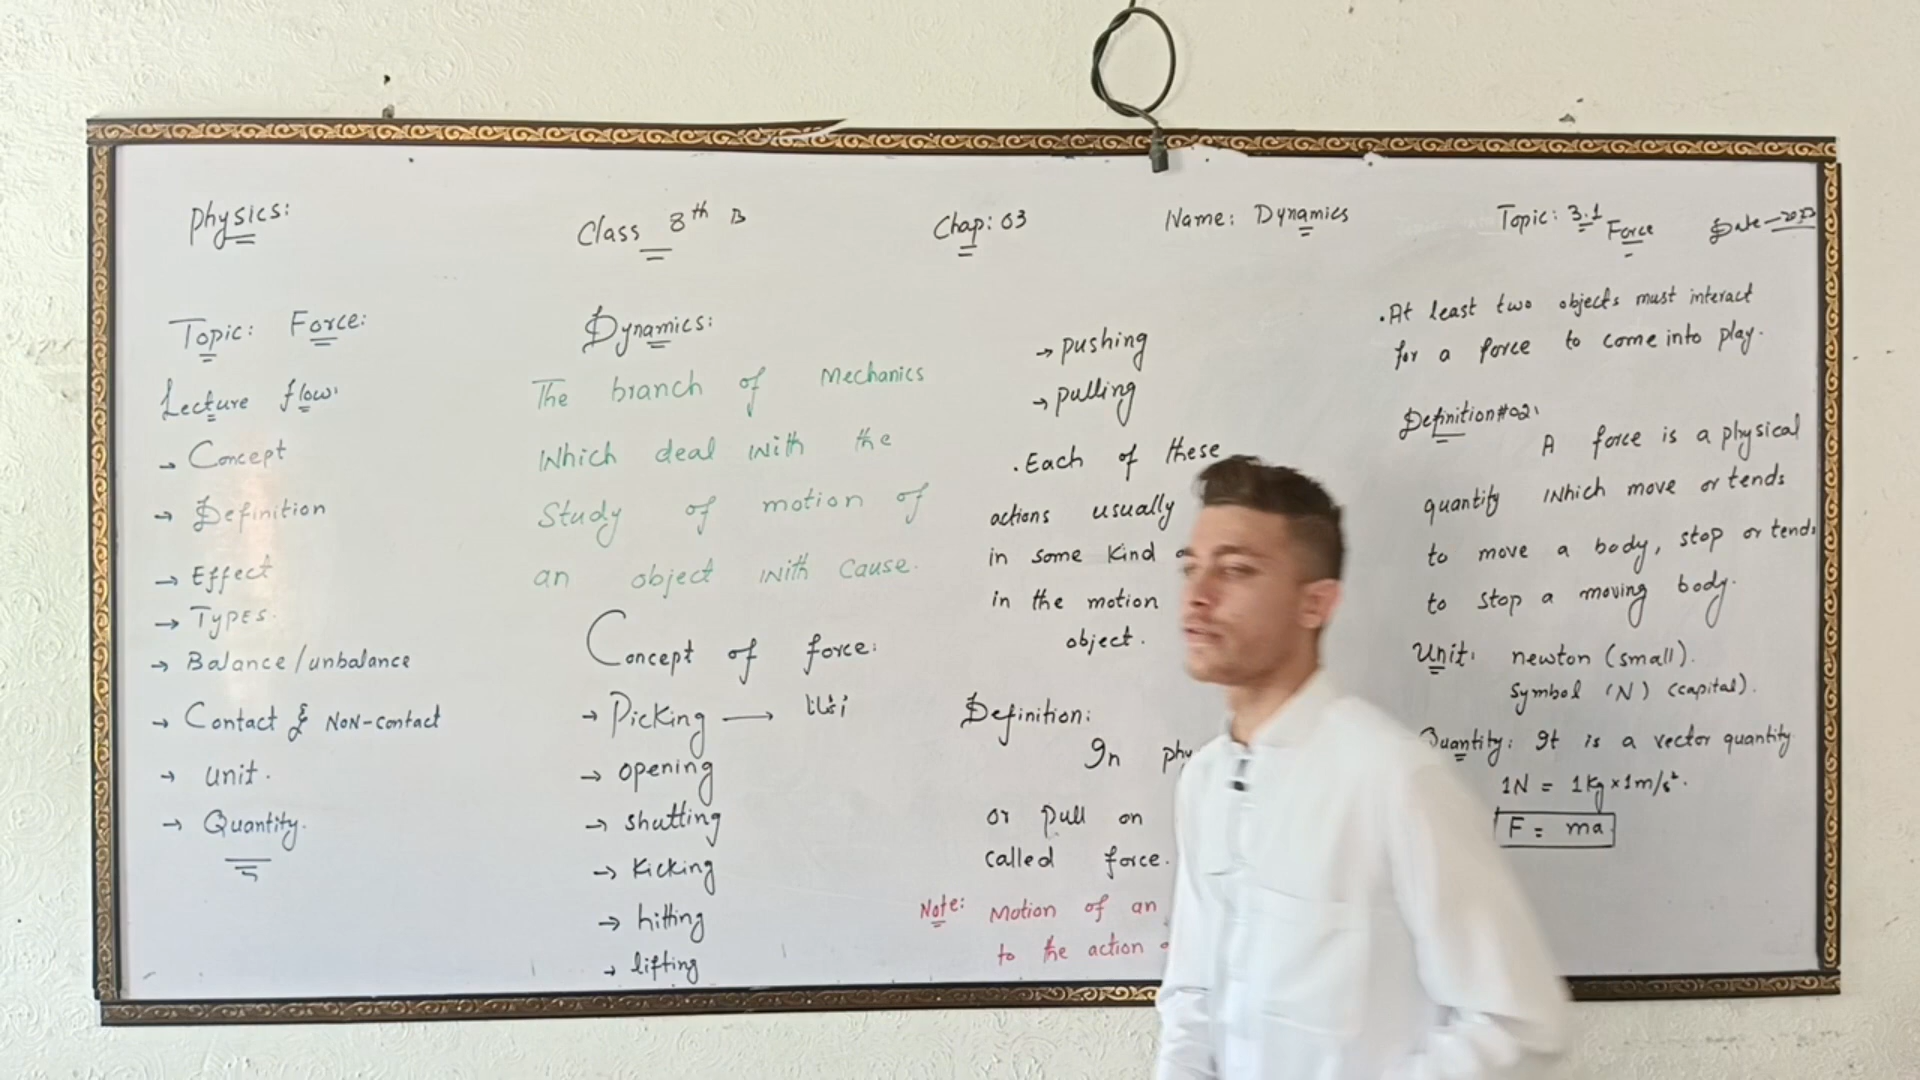 Physics:
Class 8th B
Chap: 03
Name: Dynamics
Topic: 3.1 Force
Date
Topic: Force:
Lecture flow:
→ Concept
→ Definition
→ Effect
→ Types.
→ Balance/unbalance
→ Contact & Non-contact
→ unit.
→ Quantity.
Dynamics:
The branch of Mechanics
Which deal with the
Study of motion of
an object with cause.
Concept of force:
→ Picking →
→ opening
→ shutting
→ Kicking
→ hitting
→ lifting
→ pushing
→ pulling
.Each of these
actions usually
in some kind
in the motion
object.
Definition:
In
or pull on
called force.
Note: Motion of an
to the action
.At least two objects must interact
for a force to come into play.
Definition#02:
A force is a physical
quantity which move or tends
to move a body, stop or tends
to stop a moving body.
Unit: newton (small).
Symbol (N) (capital).
Quantity: It is a vector quantity
1N = 1kg×1m/s².
F = ma